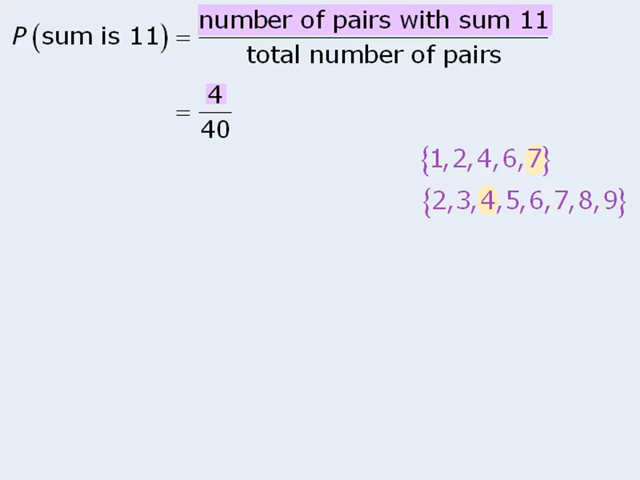 P(sum is 11) = number of pairs with sum 11 / total number of pairs
= 4 / 40
{1, 2, 4, 6, 7}
{2, 3, 4, 5, 6, 7, 8, 9}